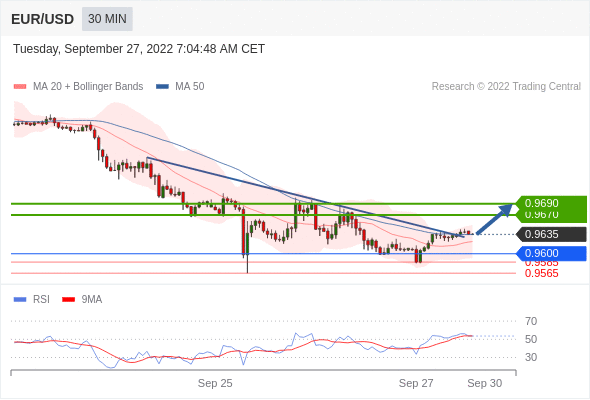 EUR/USD 30 MIN
Tuesday, September 27, 2022 7:04:48 AM CET
MA 20 + Bollinger Bands MA 50 Research © 2022 Trading Central
0.9690
0.9670
0.9635
0.9600
0.9585
0.9565
RSI 9MA
70
50
30
Sep 25 Sep 27 Sep 30